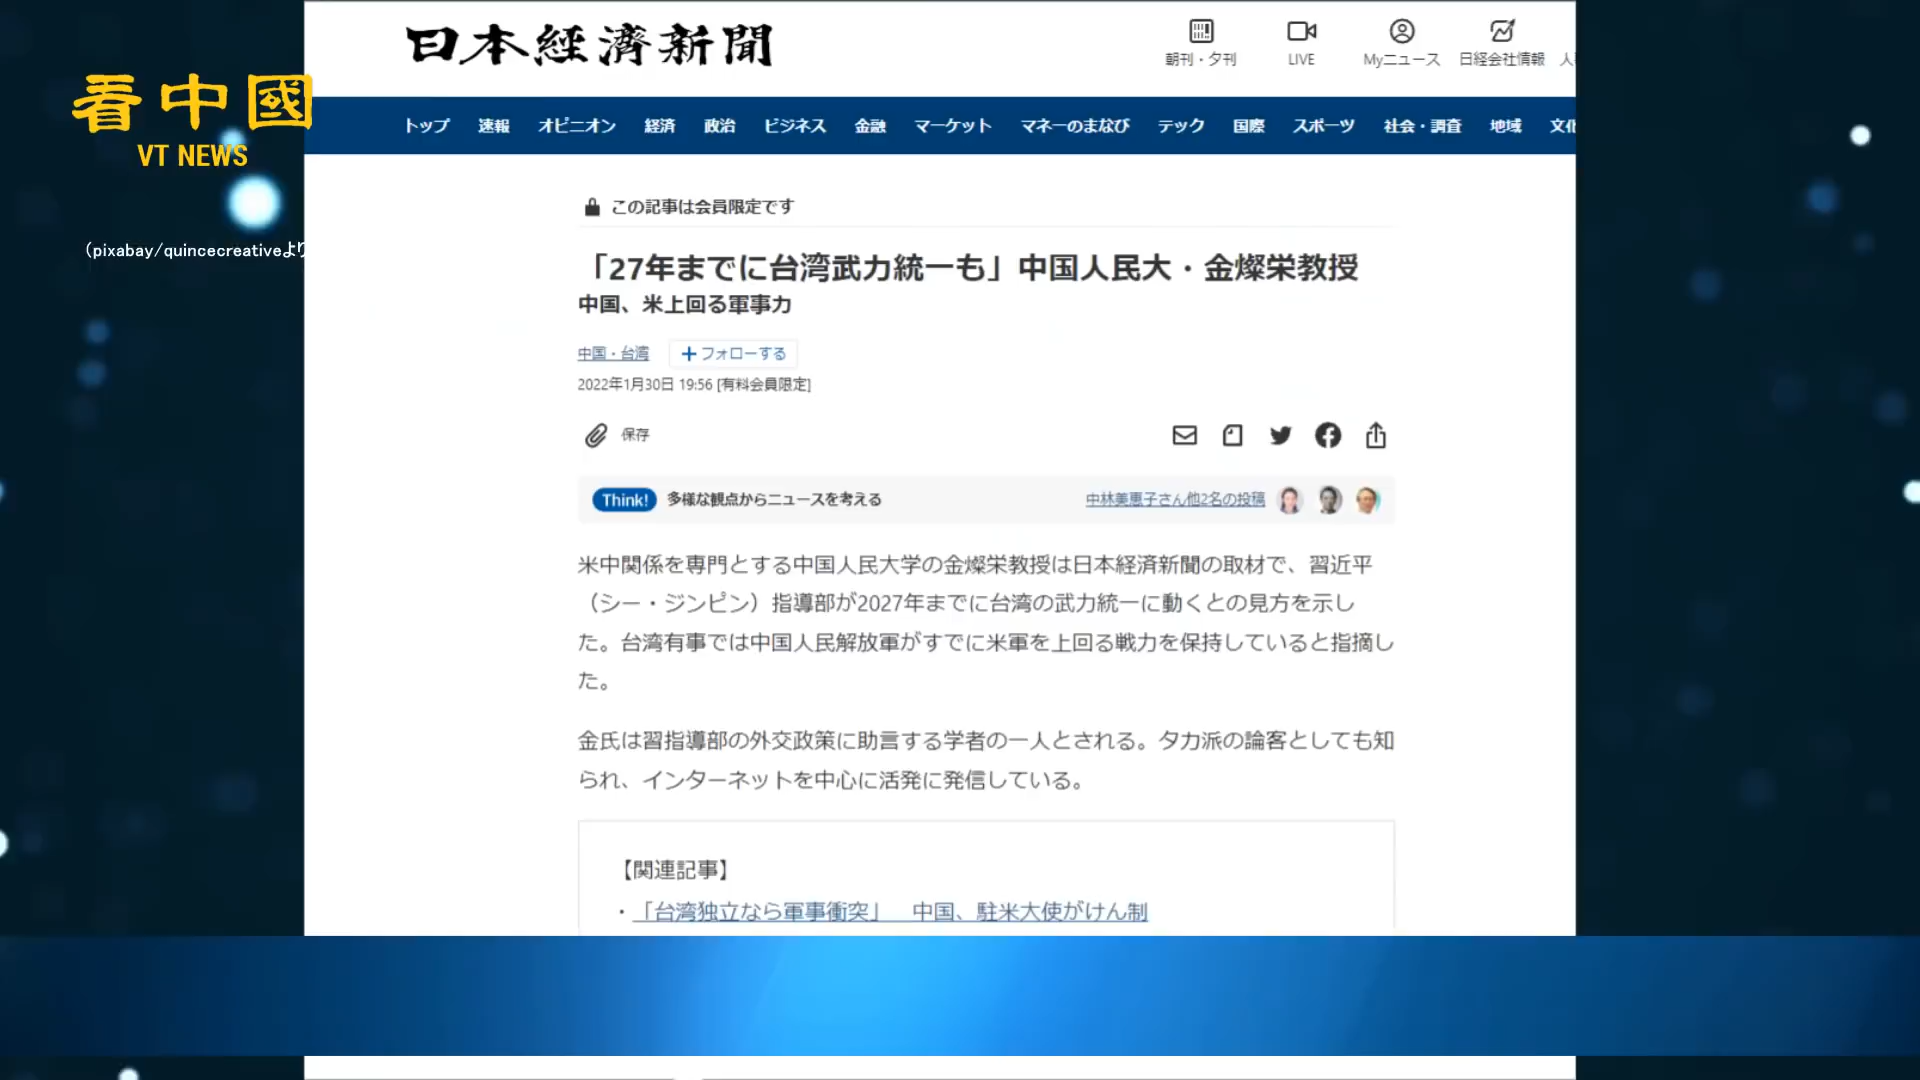 日本経済新聞
朝刊・夕刊
LIVE
Myニュース
日経会社情報
看中國
VT NEWS
(pixabay/quincecreativeより
トップ 速報 オピニオン 経済 政治 ビジネス 金融 マーケット マネーのまなび テック 国際 スポーツ 社会・調査 地域 文化
この記事は会員限定です
「27年までに台湾武力統一も」中国人民大・金燦栄教授
中国、米上回る軍事力
中国・台湾 +フォローする
2022年1月30日 19:56 [有料会員限定]
保存
Think! 多様な観点からニュースを考える 中林美恵子さん他2名の投稿
米中関係を専門とする中国人民大学の金燦栄教授は日本経済新聞の取材で、習近平
（シー・ジンピン）指導部が2027年までに台湾の武力統一に動くとの見方を示し
た。台湾有事では中国人民解放軍がすでに米軍を上回る戦力を保持していると指摘し
た。
金氏は習指導部の外交政策に助言する学者の一人とされる。タカ派の論客としても知
られ、インターネットを中心に活発に発信している。
【関連記事】
・「台湾独立なら軍事衝突」　中国、駐米大使がけん制